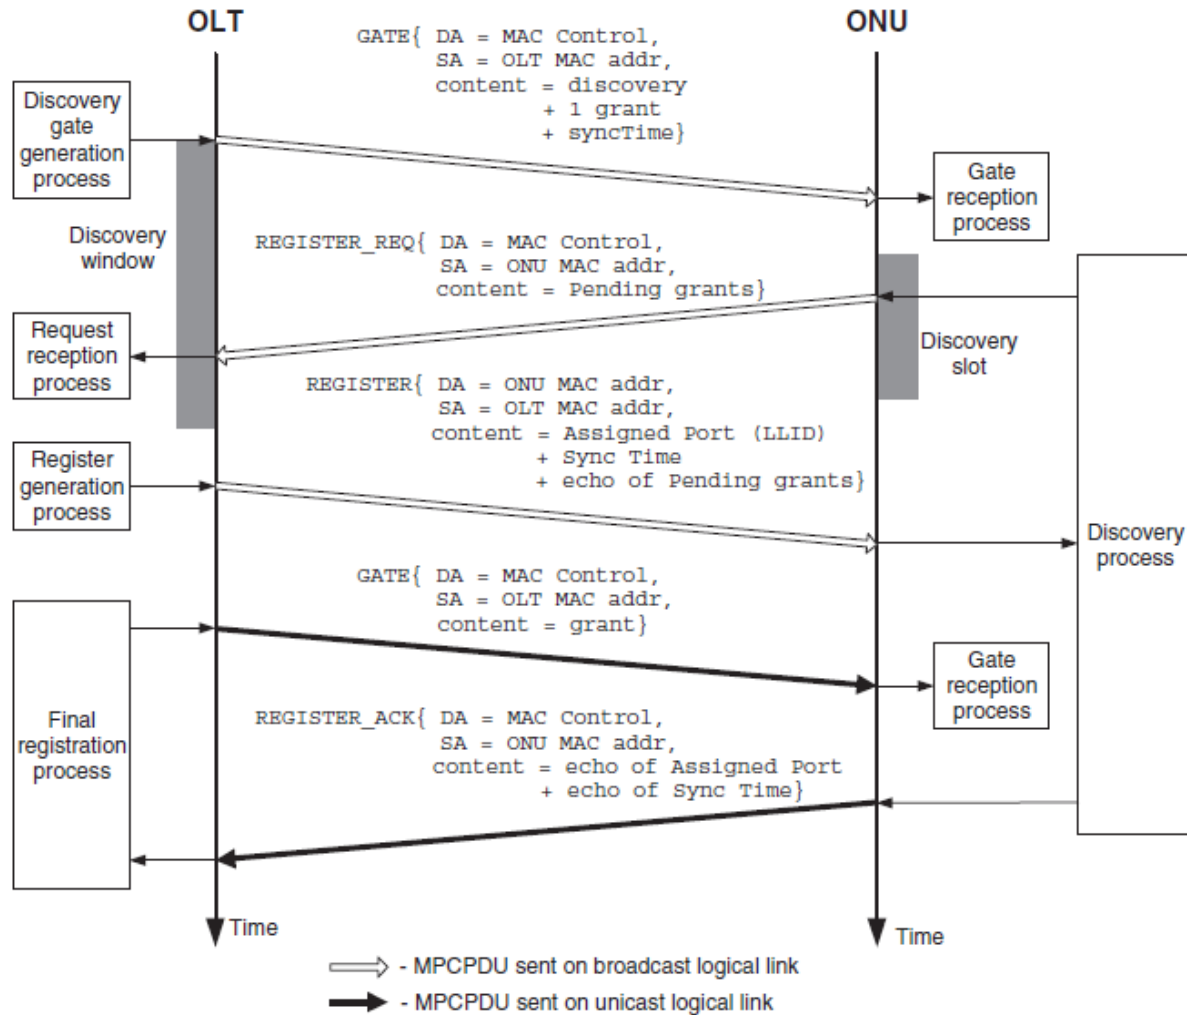 OLT
ONU
GATE{ DA = MAC Control,
SA = OLT MAC addr,
content = discovery
+ 1 grant
+ syncTime}
Discovery
gate
generation
process
Gate
reception
process
Discovery
window
REGISTER_REQ{ DA = MAC Control,
SA = ONU MAC addr,
content = Pending grants}
Request
reception
process
Discovery
slot
REGISTER{ DA = ONU MAC addr,
SA = OLT MAC addr,
content = Assigned Port (LLID)
+ Sync Time
+ echo of Pending grants}
Register
generation
process
Discovery
process
GATE{ DA = MAC Control,
SA = OLT MAC addr,
content = grant}
Gate
reception
process
Final
registration
process
REGISTER_ACK{ DA = MAC Control,
SA = ONU MAC addr,
content = echo of Assigned Port
+ echo of Sync Time}
Time
Time
- MPCPDU sent on broadcast logical link
- MPCPDU sent on unicast logical link